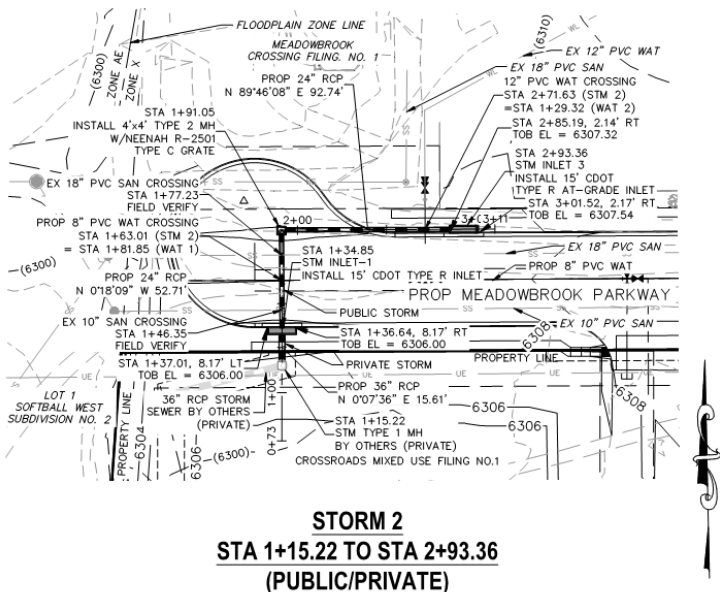 FLOODPLAIN ZONE LINE
MEADOWBROOK
CROSSING FILING. NO. 1
(6300)
ZONE AE
ZONE X
(6310)
EX 12" PVC WAT
EX 18" PVC SAN
PROP 24" RCP
N 89°46'08" E 92.74'
12" PVC WAT CROSSING
STA 2+71.63 (STM 2)
=STA 1+29.32 (WAT 2)
STA 2+85.19, 2.14' RT
TOB EL = 6307.32
STA 1+91.05
INSTALL 4'x4' TYPE 2 MH
W/NEENAH R-2501
TYPE C GRATE
STA 2+93.36
STM INLET 3
INSTALL 15' CDOT
TYPE R AT-GRADE INLET
STA 3+01.52, 2.17' RT
TOB EL = 6307.54
EX 18" PVC SAN CROSSING
STA 1+77.23
FIELD VERIFY
2+00
3
(3+11)
PROP 8" PVC WAT CROSSING
STA 1+63.01 (STM 2)
= STA 1+81.85 (WAT 1)
(6300)
STA 1+34.85
STM INLET-1
INSTALL 15' CDOT TYPE R INLET
EX 18" PVC SAN
PROP 8" PVC WAT
PROP 24" RCP
N 0°18'09" W 52.71'
PROP MEADOWBROOK PARKWAY
PUBLIC STORM
EX 10" SAN CROSSING
STA 1+46.35
FIELD VERIFY
STA 1+36.64, 8.17' RT
TOB EL = 6306.00
EX 10" PVC SAN
6308
STA 1+37.01, 8.17' LT
TOB EL = 6306.00
PRIVATE STORM
PROPERTY LINE
UE
UE
UE
LOT 1
SOFTBALL WEST
SUBDIVISION NO. 2
PROPERTY LINE
6304
6306
36" RCP STORM
SEWER BY OTHERS
(PRIVATE)
1+00
0+73
PROP 36" RCP
N 0°07'36" E 15.61'
6306
6306
6308
STA 1+15.22
STM TYPE 1 MH
BY OTHERS (PRIVATE)
CROSSROADS MIXED USE FILING NO.1
(6300)
STORM 2
STA 1+15.22 TO STA 2+93.36
(PUBLIC/PRIVATE)